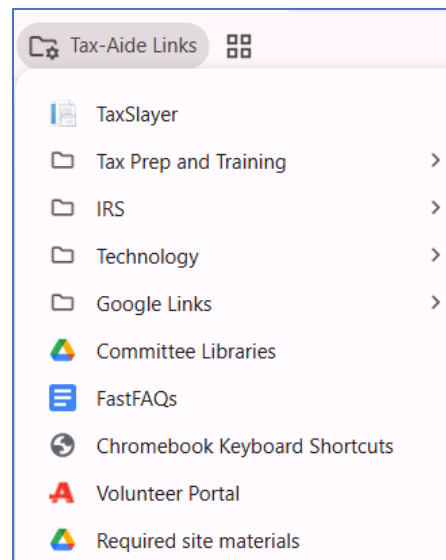 Tax-Aide Links
TaxSlayer
Tax Prep and Training
IRS
Technology
Google Links
Committee Libraries
FastFAQs
Chromebook Keyboard Shortcuts
Volunteer Portal
Required site materials